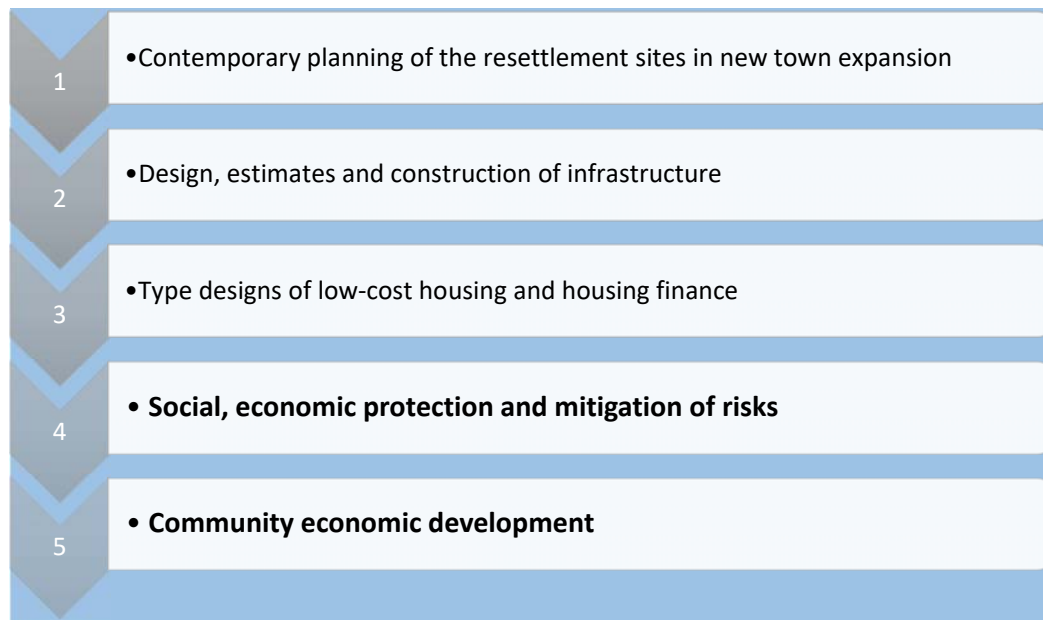 1
•Contemporary planning of the resettlement sites in new town expansion
2
•Design, estimates and construction of infrastructure
3
•Type designs of low-cost housing and housing finance
4
• Social, economic protection and mitigation of risks
5
• Community economic development